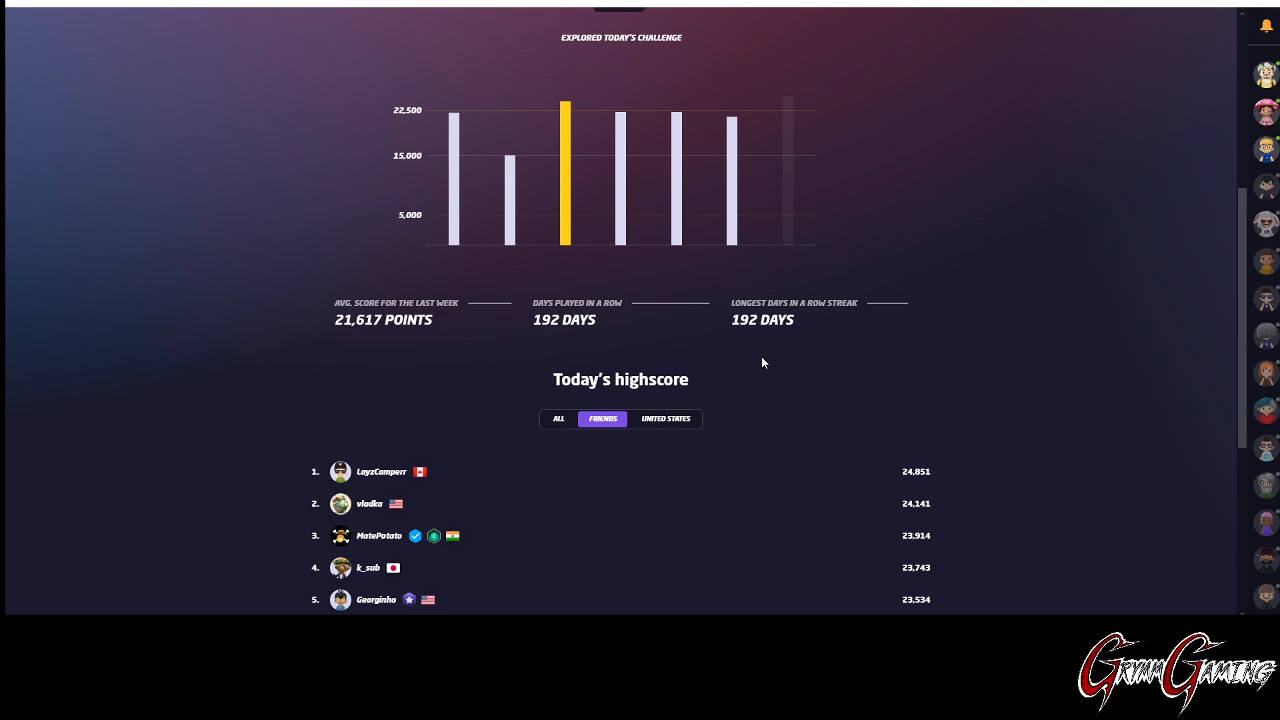 EXPLORED TODAY'S CHALLENGE
22,500
15,000
5,000
AVG. SCORE FOR THE LAST WEEK
21,617 POINTS
DAYS PLAYED IN A ROW
192 DAYS
LONGEST DAYS IN A ROW STREAK
192 DAYS
Today's highscore
ALL FRIENDS UNITED STATES
1. LayzCamperr 24,851
2. vladka 24,141
3. MatePotato 23,914
4. k_sub 23,743
5. Georginho 23,534
GRIMMGAMING